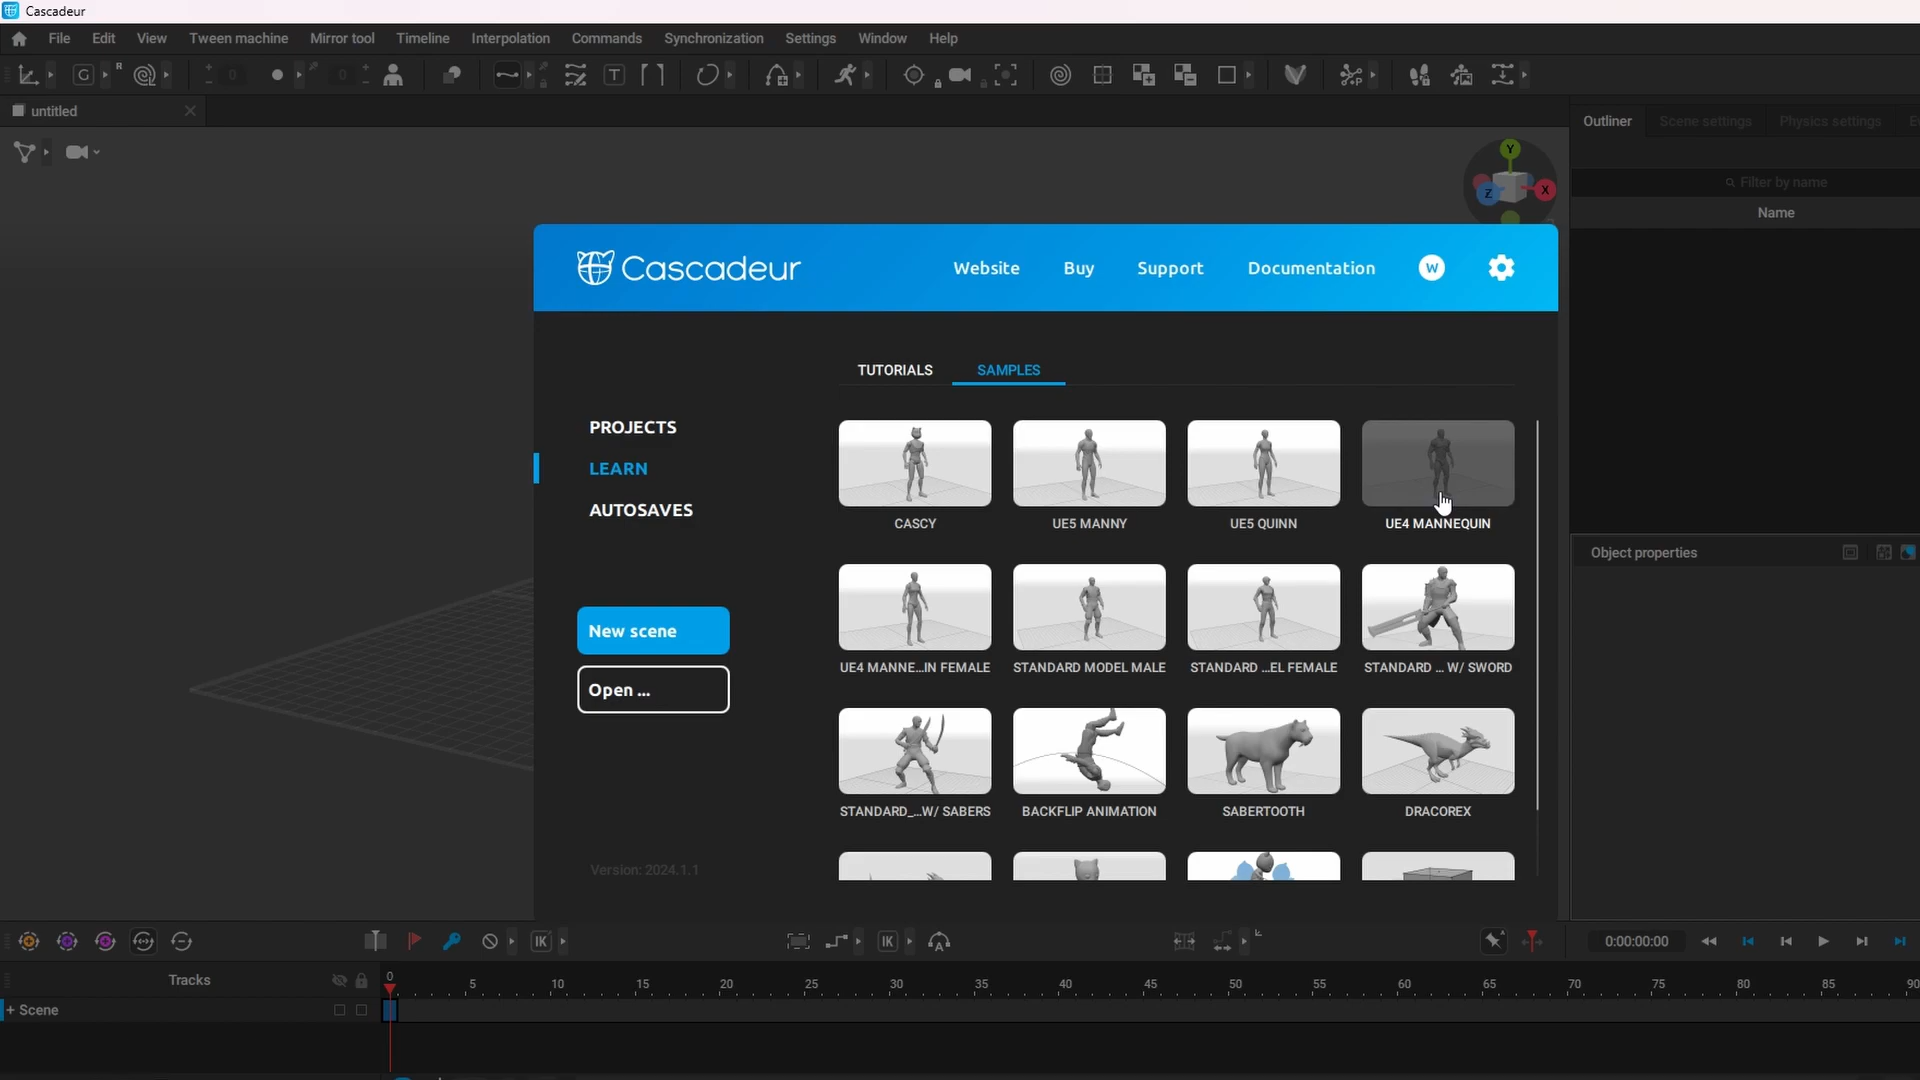 Cascadeur
File Edit View Tween machine Mirror tool Timeline Interpolation Commands Synchronization Settings Window Help
G R 0 0 T
untitled
Outliner Scene settings Physics settings
Y
X
Z
Filter by name
Name
Cascadeur Website Buy Support Documentation W
TUTORIALS SAMPLES
PROJECTS
LEARN
AUTOSAVES
New scene
Open ...
Version: 2024.1.1
CASCY UE5 MANNY UE5 QUINN UE4 MANNEQUIN
UE4 MANNE...IN FEMALE STANDARD MODEL MALE STANDARD ...EL FEMALE STANDARD ... W/ SWORD
STANDARD_...W/ SABERS BACKFLIP ANIMATION SABERTOOTH DRACOREX
Object properties
IK IK 0:00:00:00
Tracks 0 5 10 15 20 25 30 35 40 45 50 55 60 65 70 75 80 85 90
+ Scene